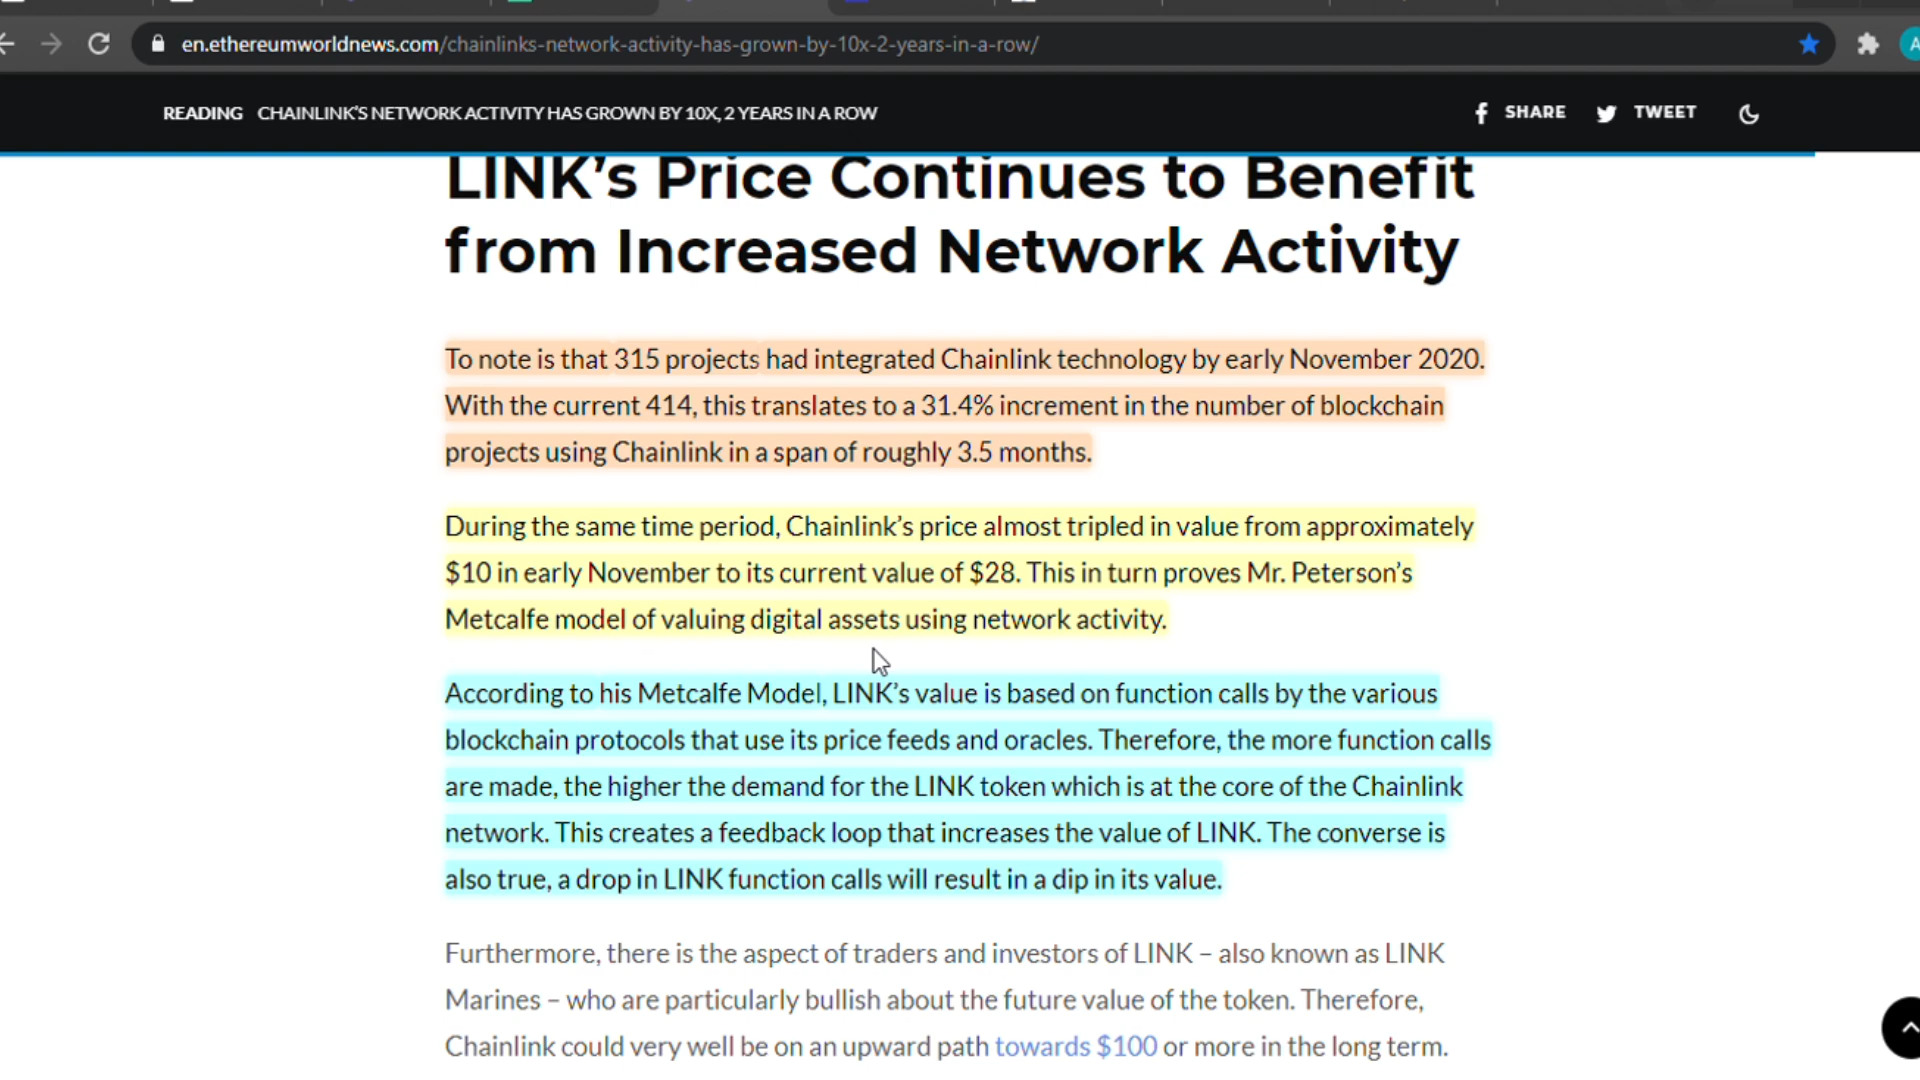 en.ethereumworldnews.com/chainlinks-network-activity-has-grown-by-10x-2-years-in-a-row/
A
READING CHAINLINK'S NETWORK ACTIVITY HAS GROWN BY 10X, 2 YEARS IN A ROW
SHARE TWEET
LINK’s Price Continues to Benefit
from Increased Network Activity
To note is that 315 projects had integrated Chainlink technology by early November 2020.
With the current 414, this translates to a 31.4% increment in the number of blockchain
projects using Chainlink in a span of roughly 3.5 months.
During the same time period, Chainlink’s price almost tripled in value from approximately
$10 in early November to its current value of $28. This in turn proves Mr. Peterson’s
Metcalfe model of valuing digital assets using network activity.
According to his Metcalfe Model, LINK’s value is based on function calls by the various
blockchain protocols that use its price feeds and oracles. Therefore, the more function calls
are made, the higher the demand for the LINK token which is at the core of the Chainlink
network. This creates a feedback loop that increases the value of LINK. The converse is
also true, a drop in LINK function calls will result in a dip in its value.
Furthermore, there is the aspect of traders and investors of LINK – also known as LINK
Marines – who are particularly bullish about the future value of the token. Therefore,
Chainlink could very well be on an upward path towards $100 or more in the long term.